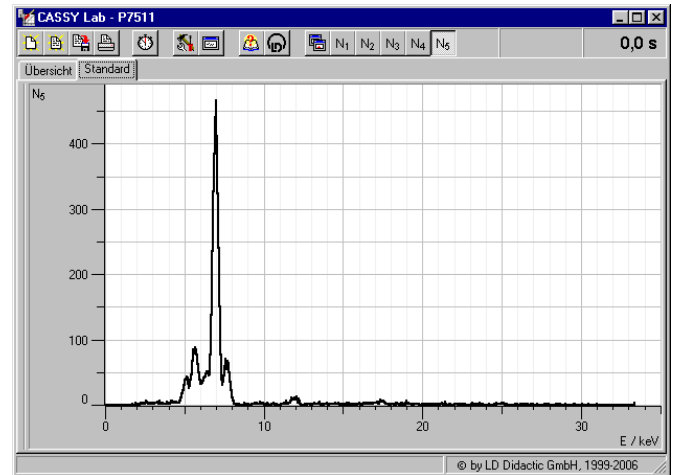 CASSY Lab - P7511
N1 N2 N3 N4 N5 0,0 s
Übersicht Standard
N5
400
300
200
100
0
0 10 20 30
E / keV
© by LD Didactic GmbH, 1999-2006